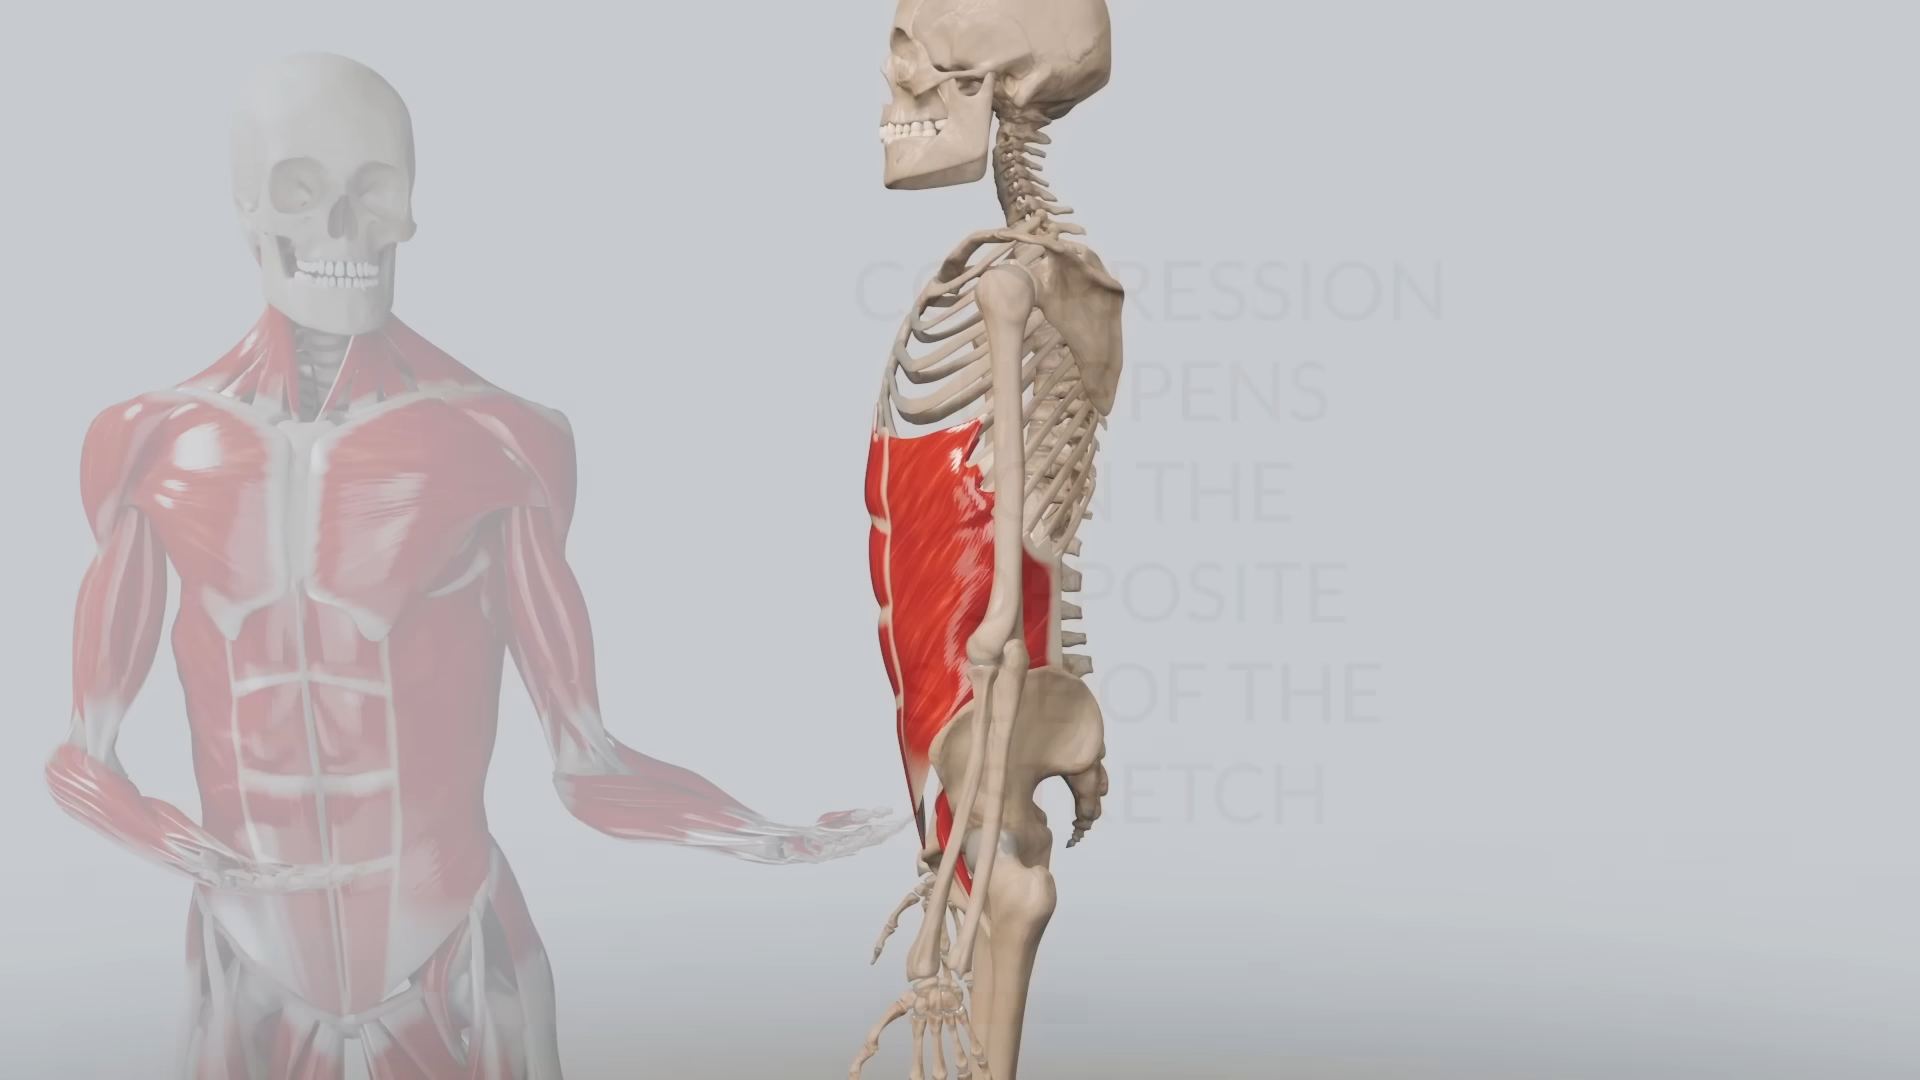 COMPRESSION
HAPPENS
ON THE
OPPOSITE
SIDE OF THE
STRETCH